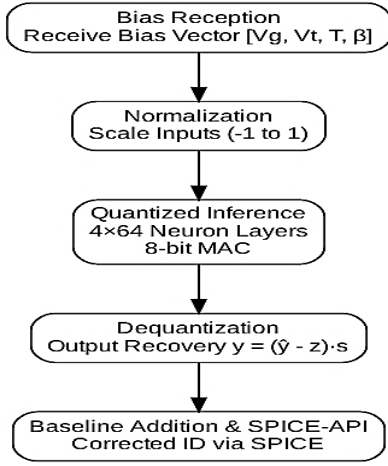 Bias Reception
Receive Bias Vector [Vg, Vt, T, β]
Normalization
Scale Inputs (-1 to 1)
Quantized Inference
4×64 Neuron Layers
8-bit MAC
Dequantization
Output Recovery y = (ŷ - z)·s
Baseline Addition & SPICE-API
Corrected ID via SPICE